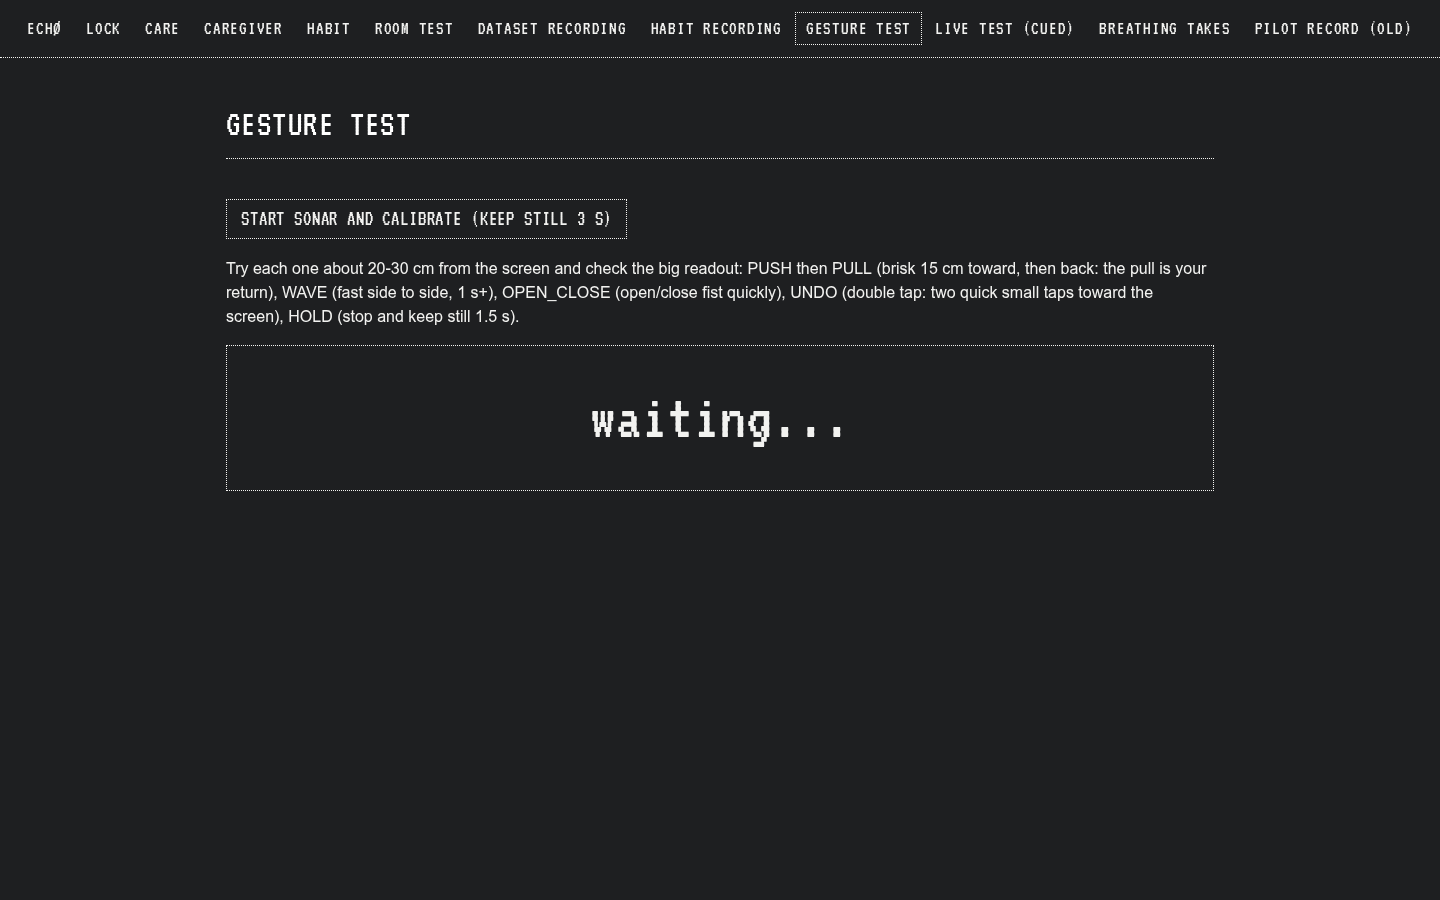 ECHØ LOCK CARE CAREGIVER HABIT ROOM TEST DATASET RECORDING HABIT RECORDING GESTURE TEST LIVE TEST (CUED) BREATHING TAKES PILOT RECORD (OLD)
GESTURE TEST
START SONAR AND CALIBRATE (KEEP STILL 3 S)
Try each one about 20-30 cm from the screen and check the big readout: PUSH then PULL (brisk 15 cm toward, then back: the pull is your
return), WAVE (fast side to side, 1 s+), OPEN_CLOSE (open/close fist quickly), UNDO (double tap: two quick small taps toward the
screen), HOLD (stop and keep still 1.5 s).
waiting...